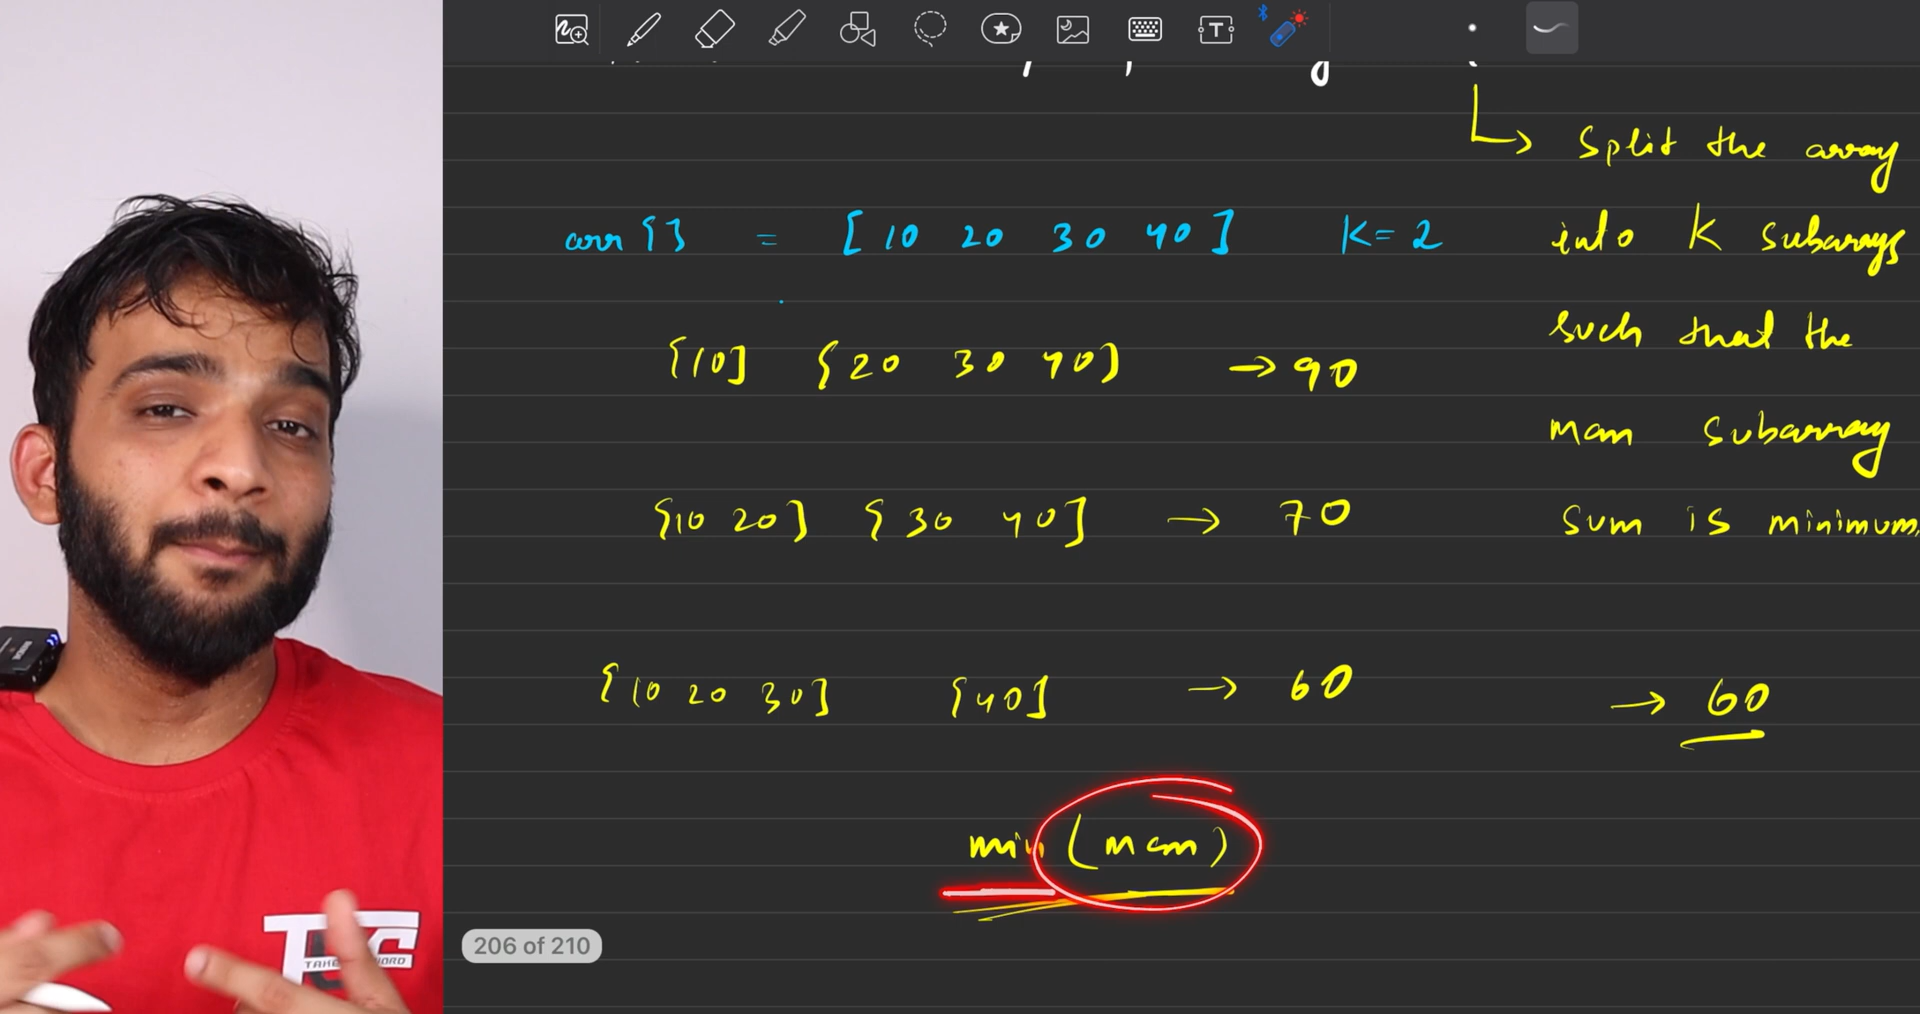 Split the array
arr [ ] = [ 10 20 30 40 ] K = 2
into K subarrays
[10] [20 30 40] → 90
such that the
max subarray
[10 20] [30 40] → 70
sum is minimum.
[10 20 30] [40] → 60
→ 60
min (max)
206 of 210
TUF